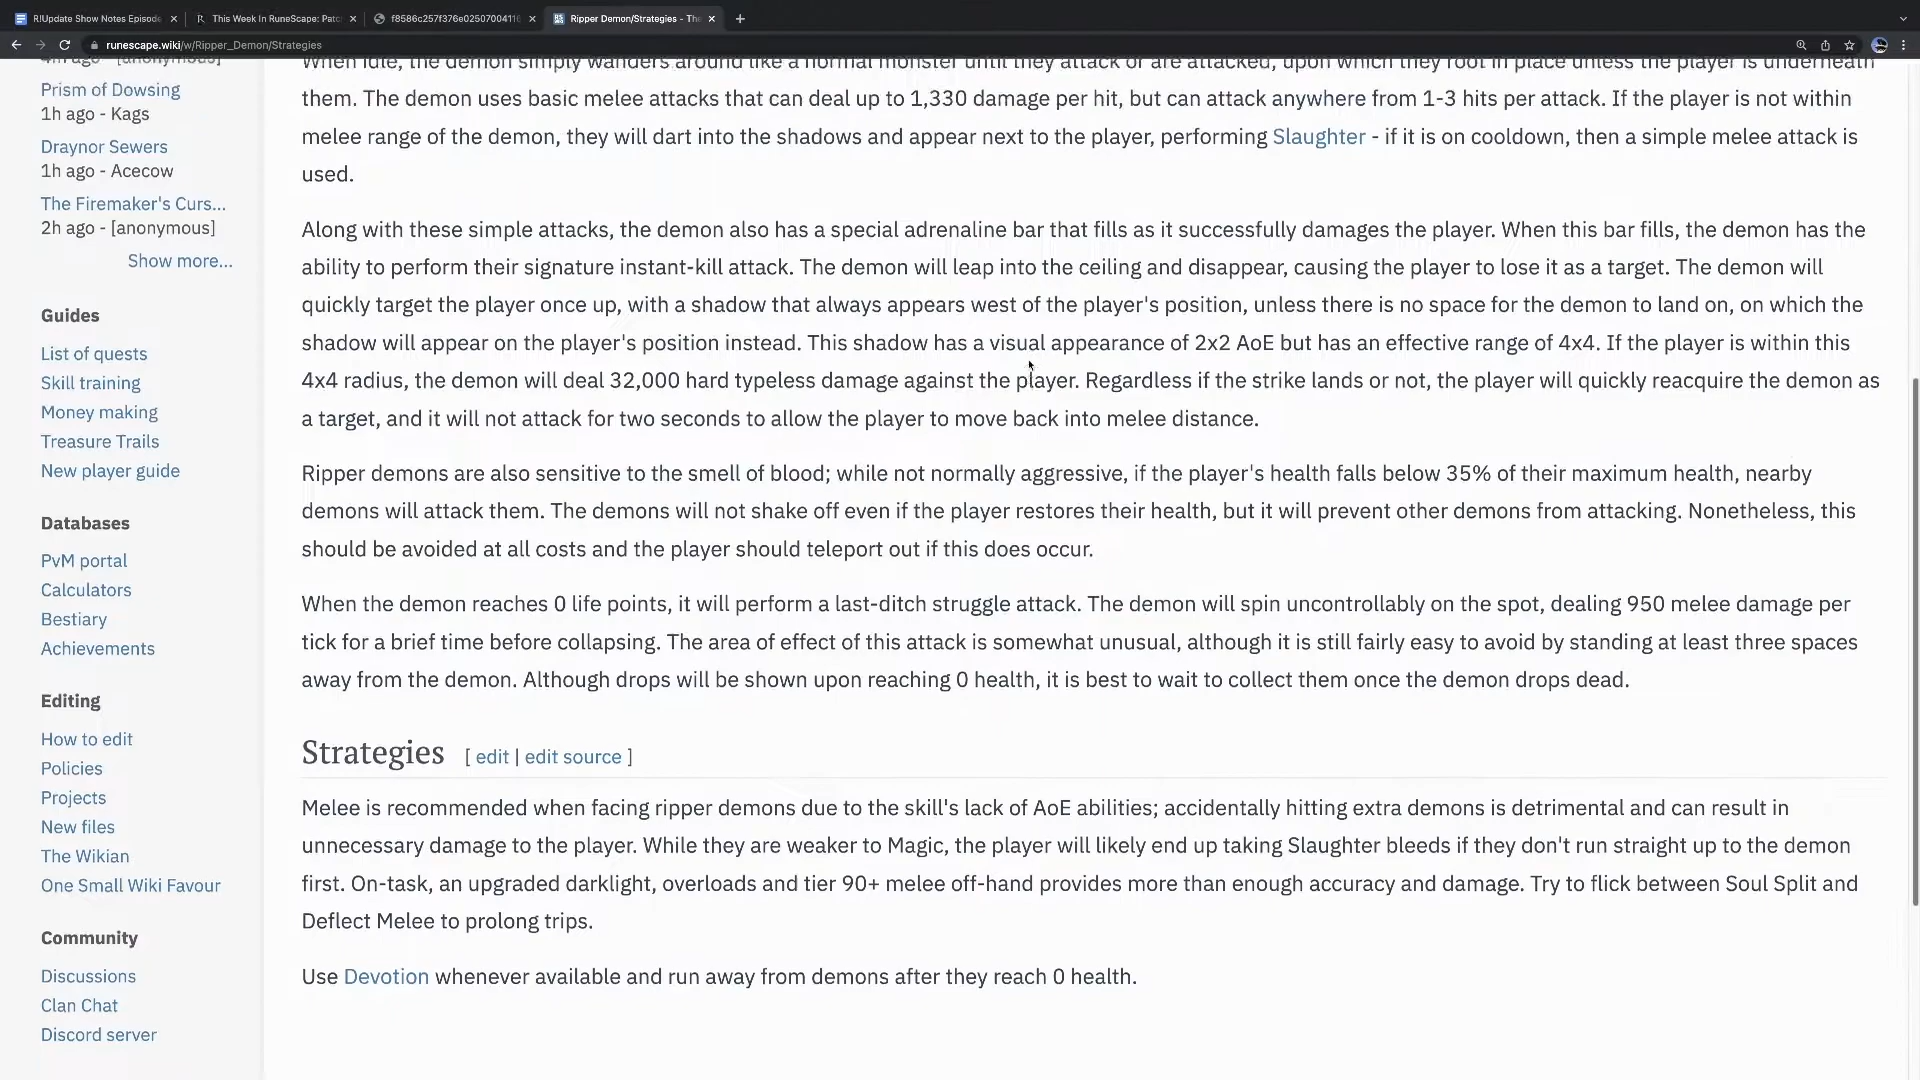 R!Update Show Notes Episode
This Week In RuneScape: Patc
f8586c257f376e02507004116
Ripper Demon/Strategies - The
runescape.wiki/w/Ripper_Demon/Strategies
4h ago - [anonymous]
Prism of Dowsing
1h ago - Kags
Draynor Sewers
1h ago - Acecow
The Firemaker's Curs...
2h ago - [anonymous]
Show more...
Guides
List of quests
Skill training
Money making
Treasure Trails
New player guide
Databases
PvM portal
Calculators
Bestiary
Achievements
Editing
How to edit
Policies
Projects
New files
The Wikian
One Small Wiki Favour
Community
Discussions
Clan Chat
Discord server
When idle, the demon simply wanders around like a normal monster until they attack or are attacked, upon which they root in place unless the player is underneath
them. The demon uses basic melee attacks that can deal up to 1,330 damage per hit, but can attack anywhere from 1-3 hits per attack. If the player is not within
melee range of the demon, they will dart into the shadows and appear next to the player, performing Slaughter - if it is on cooldown, then a simple melee attack is
used.
Along with these simple attacks, the demon also has a special adrenaline bar that fills as it successfully damages the player. When this bar fills, the demon has the
ability to perform their signature instant-kill attack. The demon will leap into the ceiling and disappear, causing the player to lose it as a target. The demon will
quickly target the player once up, with a shadow that always appears west of the player's position, unless there is no space for the demon to land on, on which the
shadow will appear on the player's position instead. This shadow has a visual appearance of 2x2 AoE but has an effective range of 4x4. If the player is within this
4x4 radius, the demon will deal 32,000 hard typeless damage against the player. Regardless if the strike lands or not, the player will quickly reacquire the demon as
a target, and it will not attack for two seconds to allow the player to move back into melee distance.
Ripper demons are also sensitive to the smell of blood; while not normally aggressive, if the player's health falls below 35% of their maximum health, nearby
demons will attack them. The demons will not shake off even if the player restores their health, but it will prevent other demons from attacking. Nonetheless, this
should be avoided at all costs and the player should teleport out if this does occur.
When the demon reaches 0 life points, it will perform a last-ditch struggle attack. The demon will spin uncontrollably on the spot, dealing 950 melee damage per
tick for a brief time before collapsing. The area of effect of this attack is somewhat unusual, although it is still fairly easy to avoid by standing at least three spaces
away from the demon. Although drops will be shown upon reaching 0 health, it is best to wait to collect them once the demon drops dead.
Strategies [ edit | edit source ]
Melee is recommended when facing ripper demons due to the skill's lack of AoE abilities; accidentally hitting extra demons is detrimental and can result in
unnecessary damage to the player. While they are weaker to Magic, the player will likely end up taking Slaughter bleeds if they don't run straight up to the demon
first. On-task, an upgraded darklight, overloads and tier 90+ melee off-hand provides more than enough accuracy and damage. Try to flick between Soul Split and
Deflect Melee to prolong trips.
Use Devotion whenever available and run away from demons after they reach 0 health.